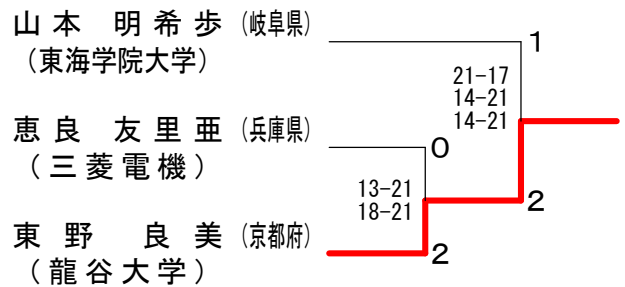 山本 明希歩 (岐阜県)
(東海学院大学)
1
21-17
14-21
14-21
恵良 友里亜 (兵庫県)
(三菱電機)
0
13-21
18-21
2
東野 良美 (京都府)
(龍谷大学)
2